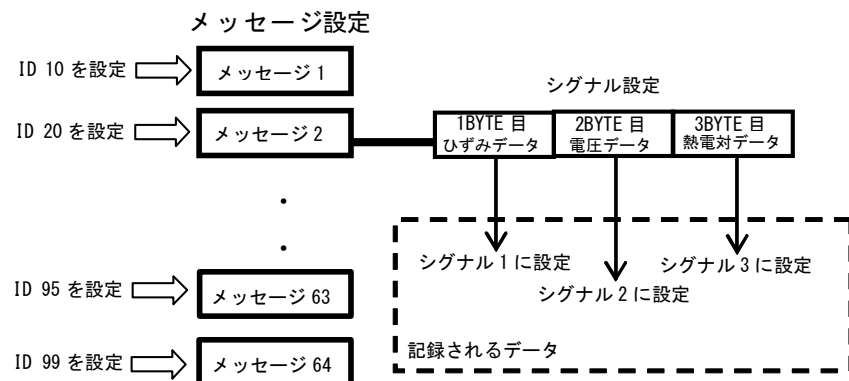 メッセージ設定
ID 10 を設定
メッセージ 1
シグナル設定
ID 20 を設定
メッセージ 2
1BYTE 目
ひずみデータ
2BYTE 目
電圧データ
3BYTE 目
熱電対データ
・
・
シグナル 1 に設定
シグナル 2 に設定
シグナル 3 に設定
ID 95 を設定
メッセージ 63
記録されるデータ
ID 99 を設定
メッセージ 64